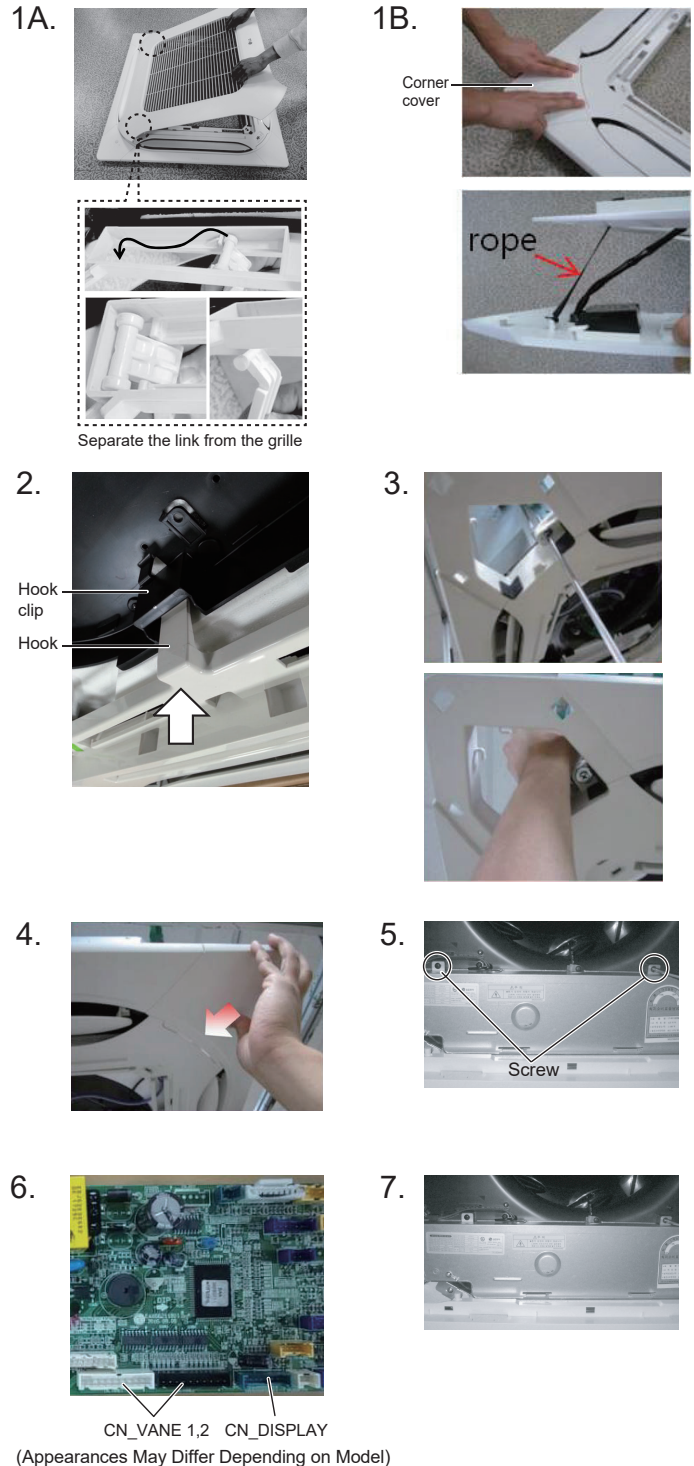 1A.
1B.
Corner
cover
rope
Separate the link from the grille
2.
Hook
clip
Hook
3.
4.
5.
Screw
6.
CN_VANE 1,2 CN_DISPLAY
(Appearances May Differ Depending on Model)
7.